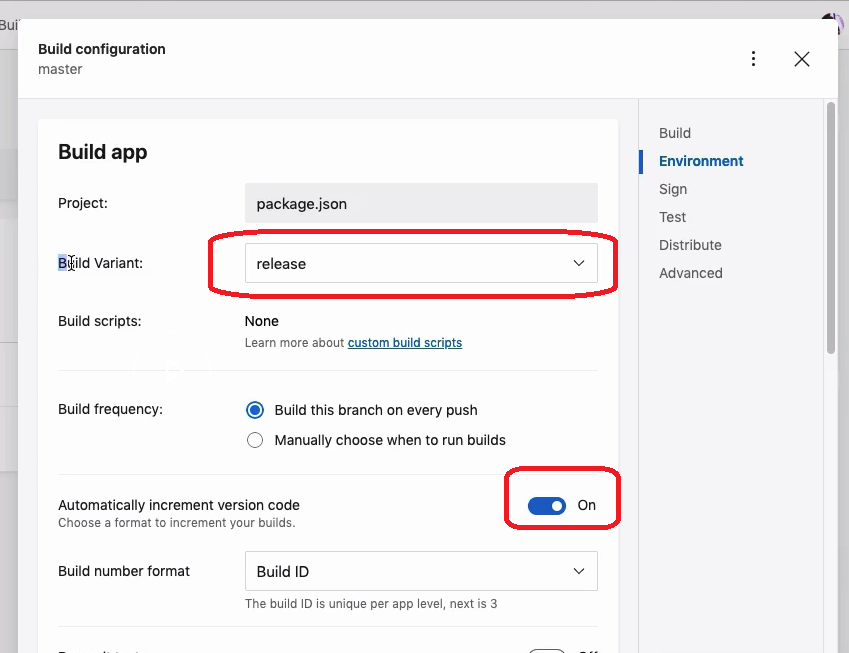 Build configuration
master
Build app
Project:
package.json
Build Variant:
release
Build scripts:
None
Learn more about custom build scripts
Build frequency:
Build this branch on every push
Manually choose when to run builds
Automatically increment version code
On
Choose a format to increment your builds.
Build number format
Build ID
The build ID is unique per app level, next is 3
Build
Environment
Sign
Test
Distribute
Advanced